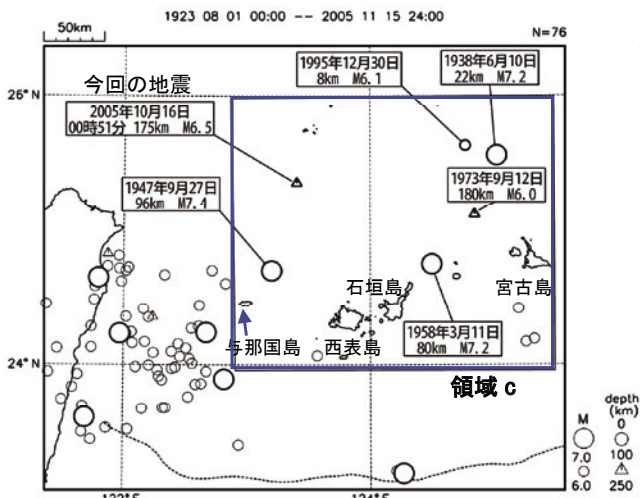 1923 08 01 00:00 -- 2005 11 15 24:00
50km
N=76
1995年12月30日
8km M6.1
1938年6月10日
22km M7.2
今回の地震
26°N
2005年10月16日
00時51分 175km M6.5
1973年9月12日
180km M6.0
1947年9月27日
96km M7.4
石垣島
宮古島
与那国島
西表島
1958年3月11日
80km M7.2
24°N
領域 c
M
7.0
6.0
depth
(km)
0
100
250